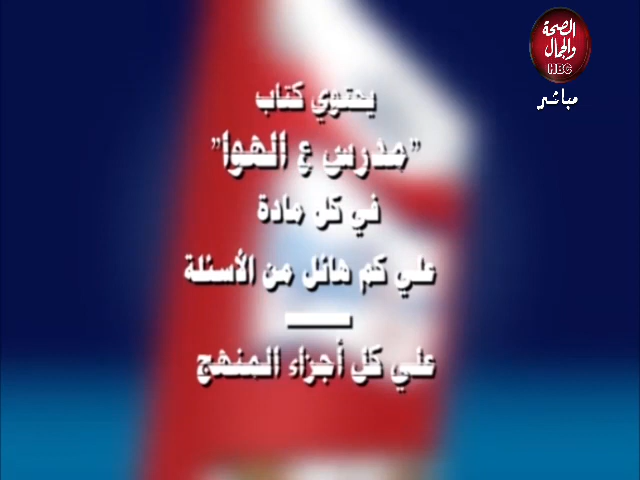 الصحة
والجمال
HBC
مباشر
يحتوي كتاب
"مدرس ع الهوا"
في كل مادة
علي كم هائل من الأسئلة
علي كل أجزاء المنهج